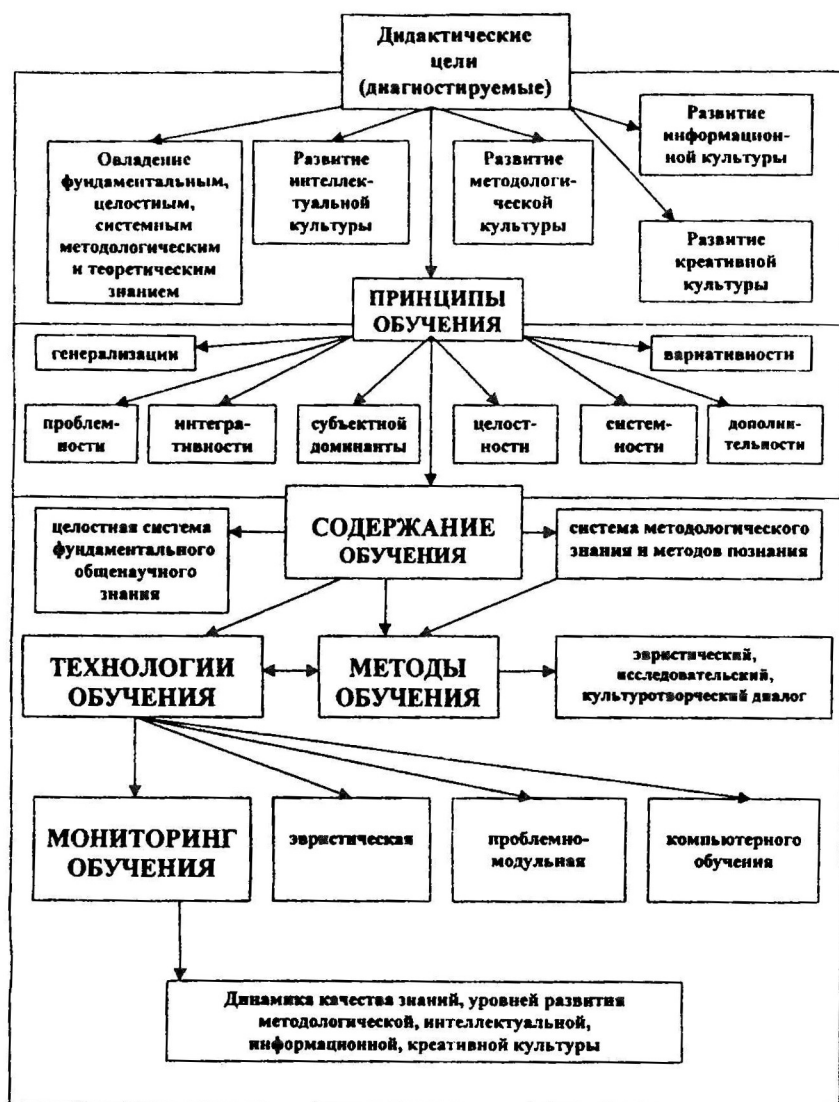 Дидактические
цели
(диагностируемые)
Овладение
фундаментальным,
целостным,
системным
методологическим
и теоретическим
знанием
Развитие
интеллек-
туальной
культуры
Развитие
методологи-
ческой
культуры
Развитие
информацион-
ной культуры
Развитие
креативной
культуры
ПРИНЦИПЫ
ОБУЧЕНИЯ
генерализации
вариативности
проблем-
ности
интегра-
тивности
субъектной
доминанты
целост-
ности
систем-
ности
дополни-
тельности
СОДЕРЖАНИЕ
ОБУЧЕНИЯ
целостная система
фундаментального
общенаучного
знания
система методологического
знания и методов познания
ТЕХНОЛОГИИ
ОБУЧЕНИЯ
МЕТОДЫ
ОБУЧЕНИЯ
эвристический,
исследовательский,
культуротворческий диалог
МОНИТОРИНГ
ОБУЧЕНИЯ
эвристическая
проблемно-
модульная
компьютерного
обучения
Динамика качества знаний, уровней развития
методологической, интеллектуальной,
информационной, креативной культуры